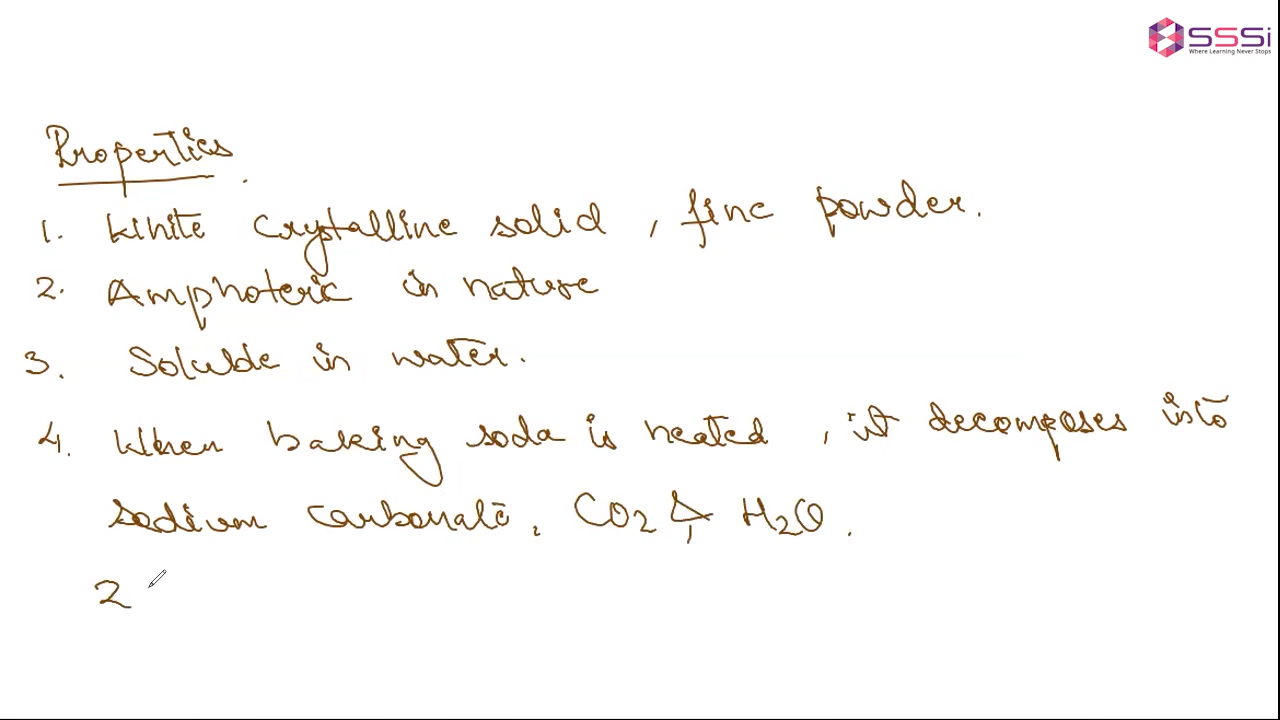 SSSi
Where Learning Never Stops
Properties.
1. White crystalline solid, fine powder.
2. Amphoteric in nature
3. Soluble in water.
4. When baking soda is heated, it decomposes into
sodium carbonate, CO2 & H2O.
2